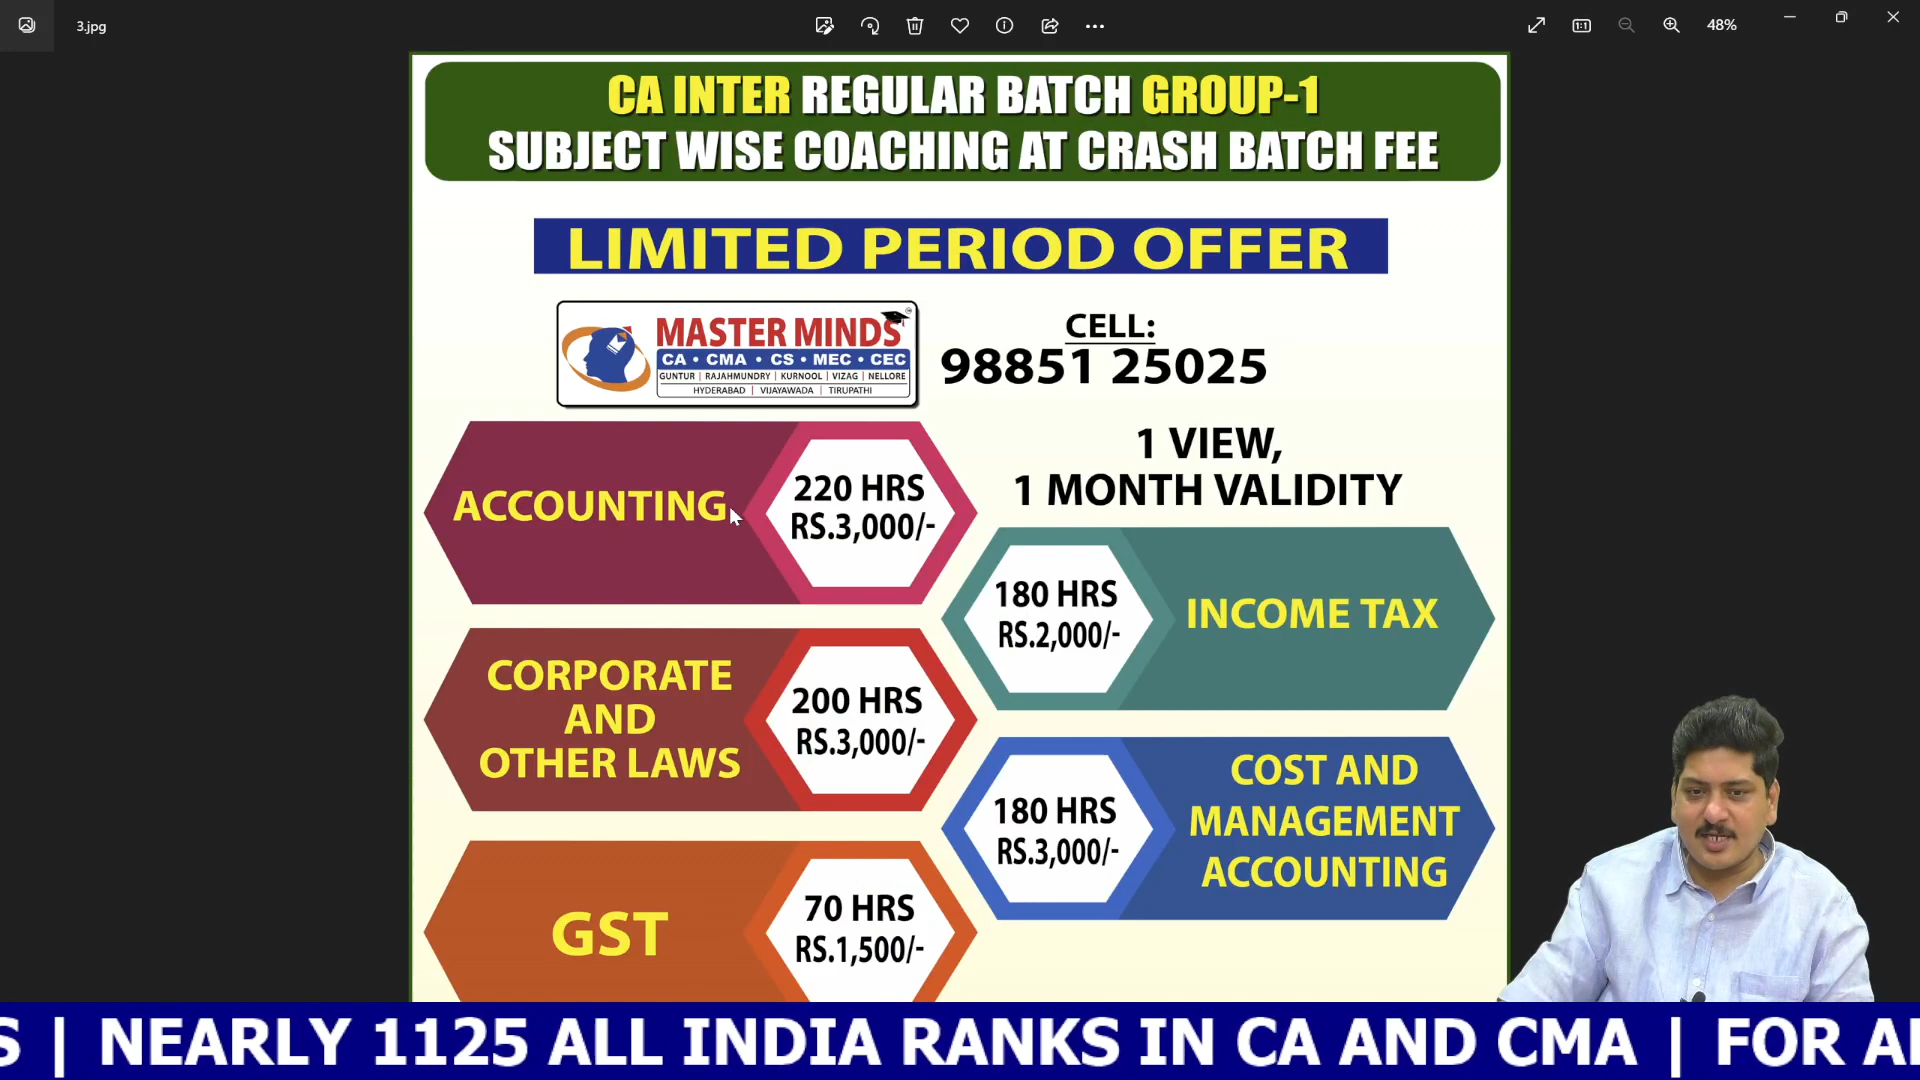 3.jpg
48%
CA INTER REGULAR BATCH GROUP-1
SUBJECT WISE COACHING AT CRASH BATCH FEE
LIMITED PERIOD OFFER
MASTER MINDS
CA • CMA • CS • MEC • CEC
GUNTUR | RAJAHMUNDRY | KURNOOL | VIZAG | NELLORE
HYDERABAD | VIJAYAWADA | TIRUPATHI
CELL:
98851 25025
1 VIEW,
1 MONTH VALIDITY
ACCOUNTING
220 HRS
RS.3,000/-
180 HRS
RS.2,000/-
INCOME TAX
CORPORATE
AND
OTHER LAWS
200 HRS
RS.3,000/-
180 HRS
RS.3,000/-
COST AND
MANAGEMENT
ACCOUNTING
GST
70 HRS
RS.1,500/-
S | NEARLY 1125 ALL INDIA RANKS IN CA AND CMA | FOR